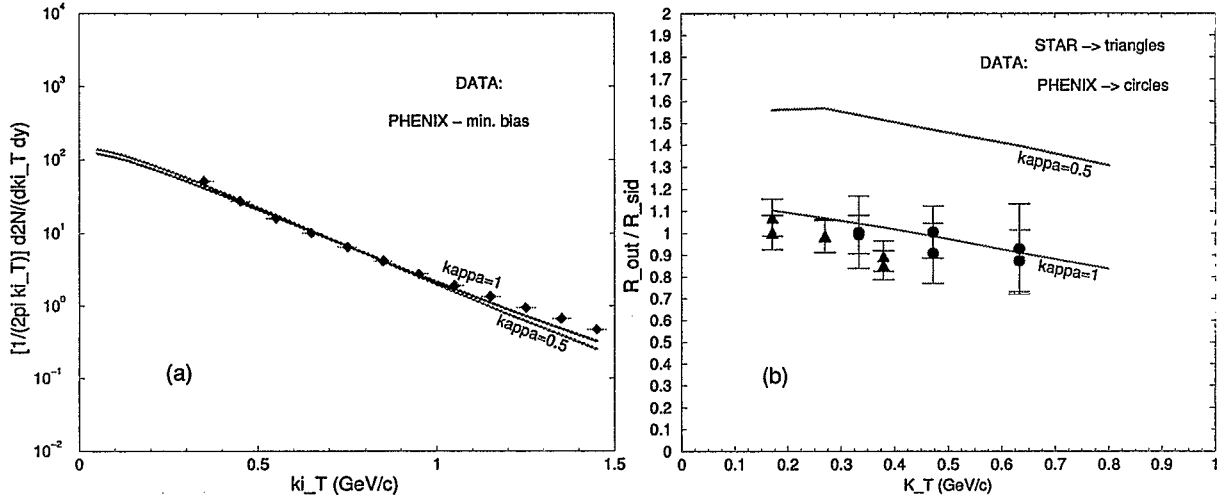 [1/(2pi ki_T)] d2N/(dki_T dy)
10^4
10^3
10^2
10^1
10^0
10^−1
10^−2
DATA:
PHENIX − min. bias
kappa=1
kappa=0.5
(a)
0 0.5 1 1.5
ki_T (GeV/c)
R_out / R_sid
2
1.9
1.8
1.7
1.6
1.5
1.4
1.3
1.2
1.1
1
0.9
0.8
0.7
0.6
0.5
0.4
0.3
0.2
0.1
0
STAR −> triangles
DATA:
PHENIX −> circles
kappa=0.5
kappa=1
(b)
0 0.1 0.2 0.3 0.4 0.5 0.6 0.7 0.8 0.9 1
K_T (GeV/c)